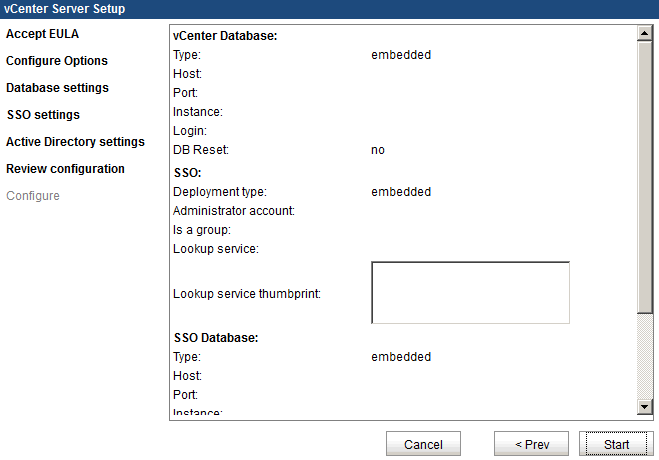 vCenter Server Setup
Accept EULA
Configure Options
Database settings
SSO settings
Active Directory settings
Review configuration
Configure
vCenter Database:
Type: embedded
Host:
Port:
Instance:
Login:
DB Reset: no
SSO:
Deployment type: embedded
Administrator account:
Is a group:
Lookup service:
Lookup service thumbprint:
SSO Database:
Type: embedded
Host:
Port:
Instance:
Cancel
< Prev
Start